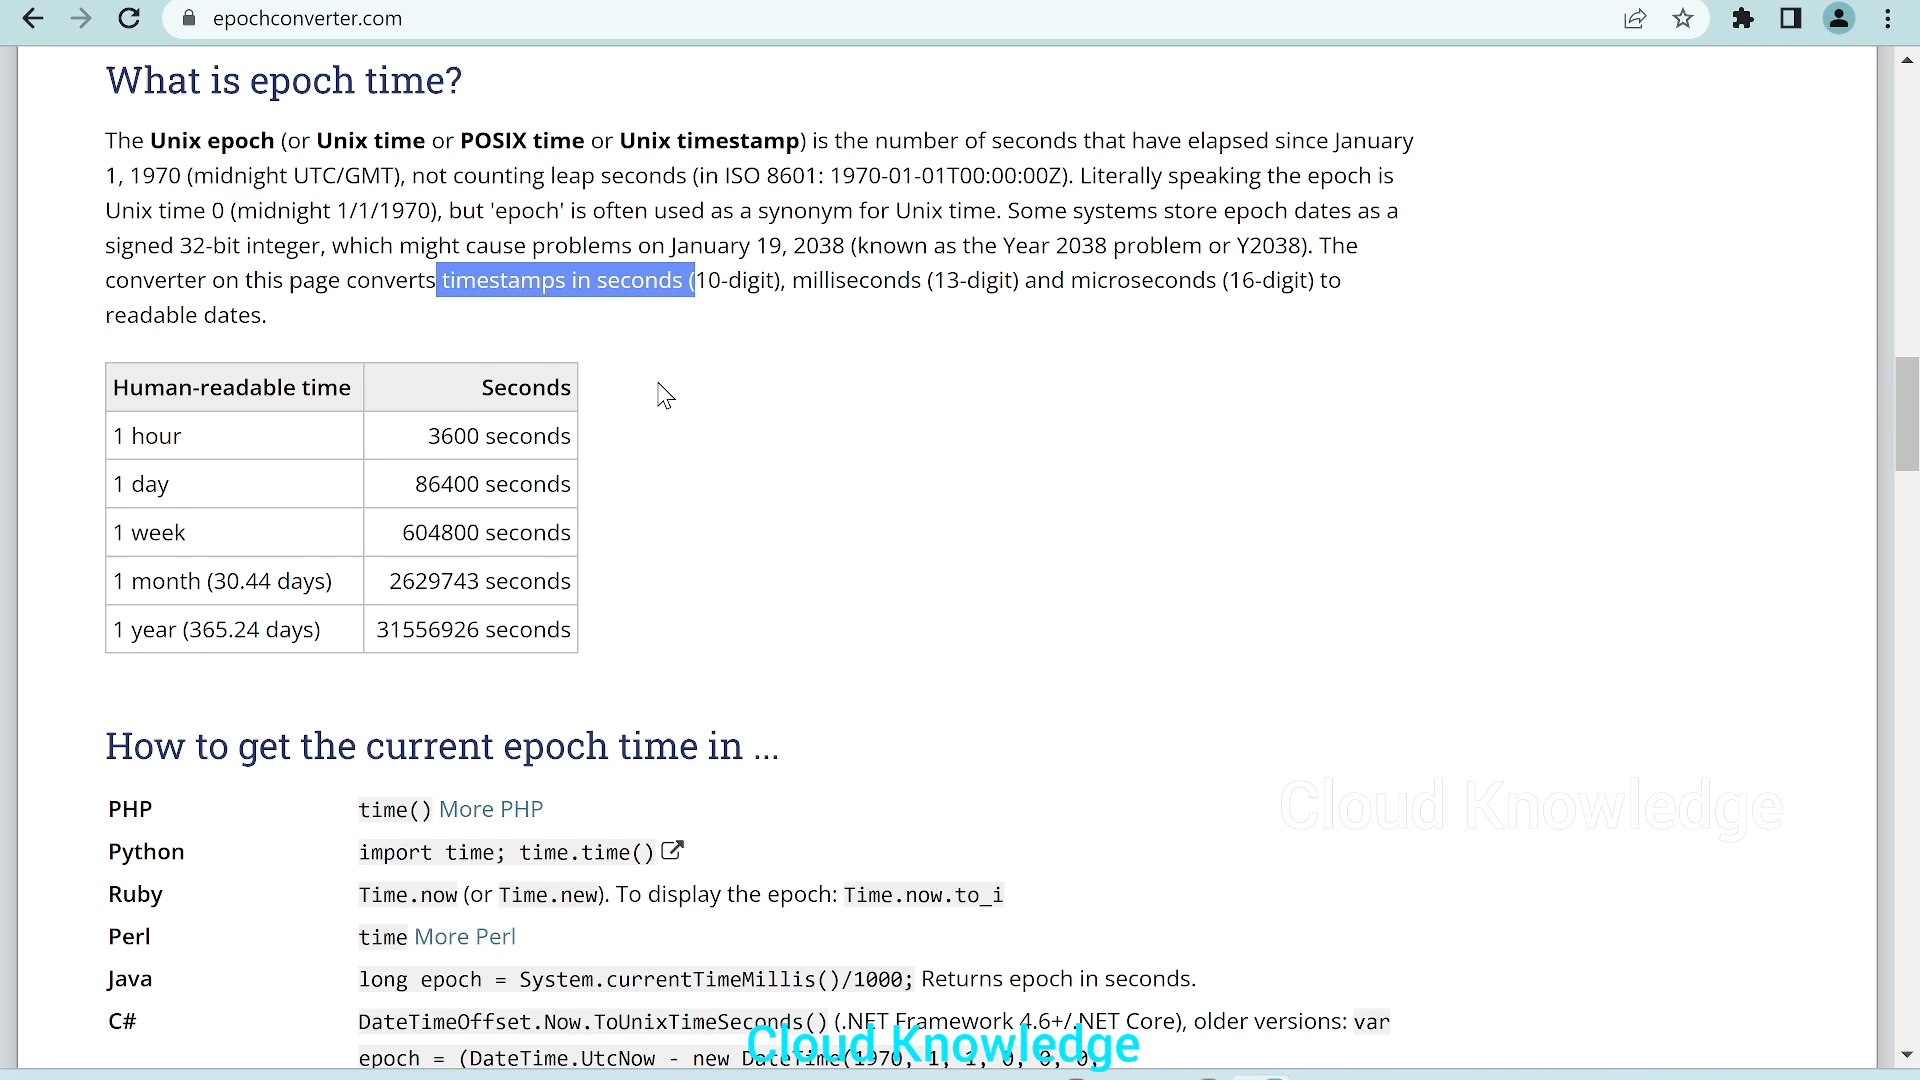 epochconverter.com
What is epoch time?
The Unix epoch (or Unix time or POSIX time or Unix timestamp) is the number of seconds that have elapsed since January
1, 1970 (midnight UTC/GMT), not counting leap seconds (in ISO 8601: 1970-01-01T00:00:00Z). Literally speaking the epoch is
Unix time 0 (midnight 1/1/1970), but 'epoch' is often used as a synonym for Unix time. Some systems store epoch dates as a
signed 32-bit integer, which might cause problems on January 19, 2038 (known as the Year 2038 problem or Y2038). The
converter on this page converts timestamps in seconds (10-digit), milliseconds (13-digit) and microseconds (16-digit) to
readable dates.
Human-readable time Seconds
1 hour 3600 seconds
1 day 86400 seconds
1 week 604800 seconds
1 month (30.44 days) 2629743 seconds
1 year (365.24 days) 31556926 seconds
How to get the current epoch time in ...
Cloud Knowledge
PHP time() More PHP
Python import time; time.time()
Ruby Time.now (or Time.new). To display the epoch: Time.now.to_i
Perl time More Perl
Java long epoch = System.currentTimeMillis()/1000; Returns epoch in seconds.
C# DateTimeOffset.Now.ToUnixTimeSeconds() (.NET Framework 4.6+/.NET Core), older versions: var
epoch = (DateTime.UtcNow - new DateTime(1970, 1, 1, 0, 0, 0,
Cloud Knowledge